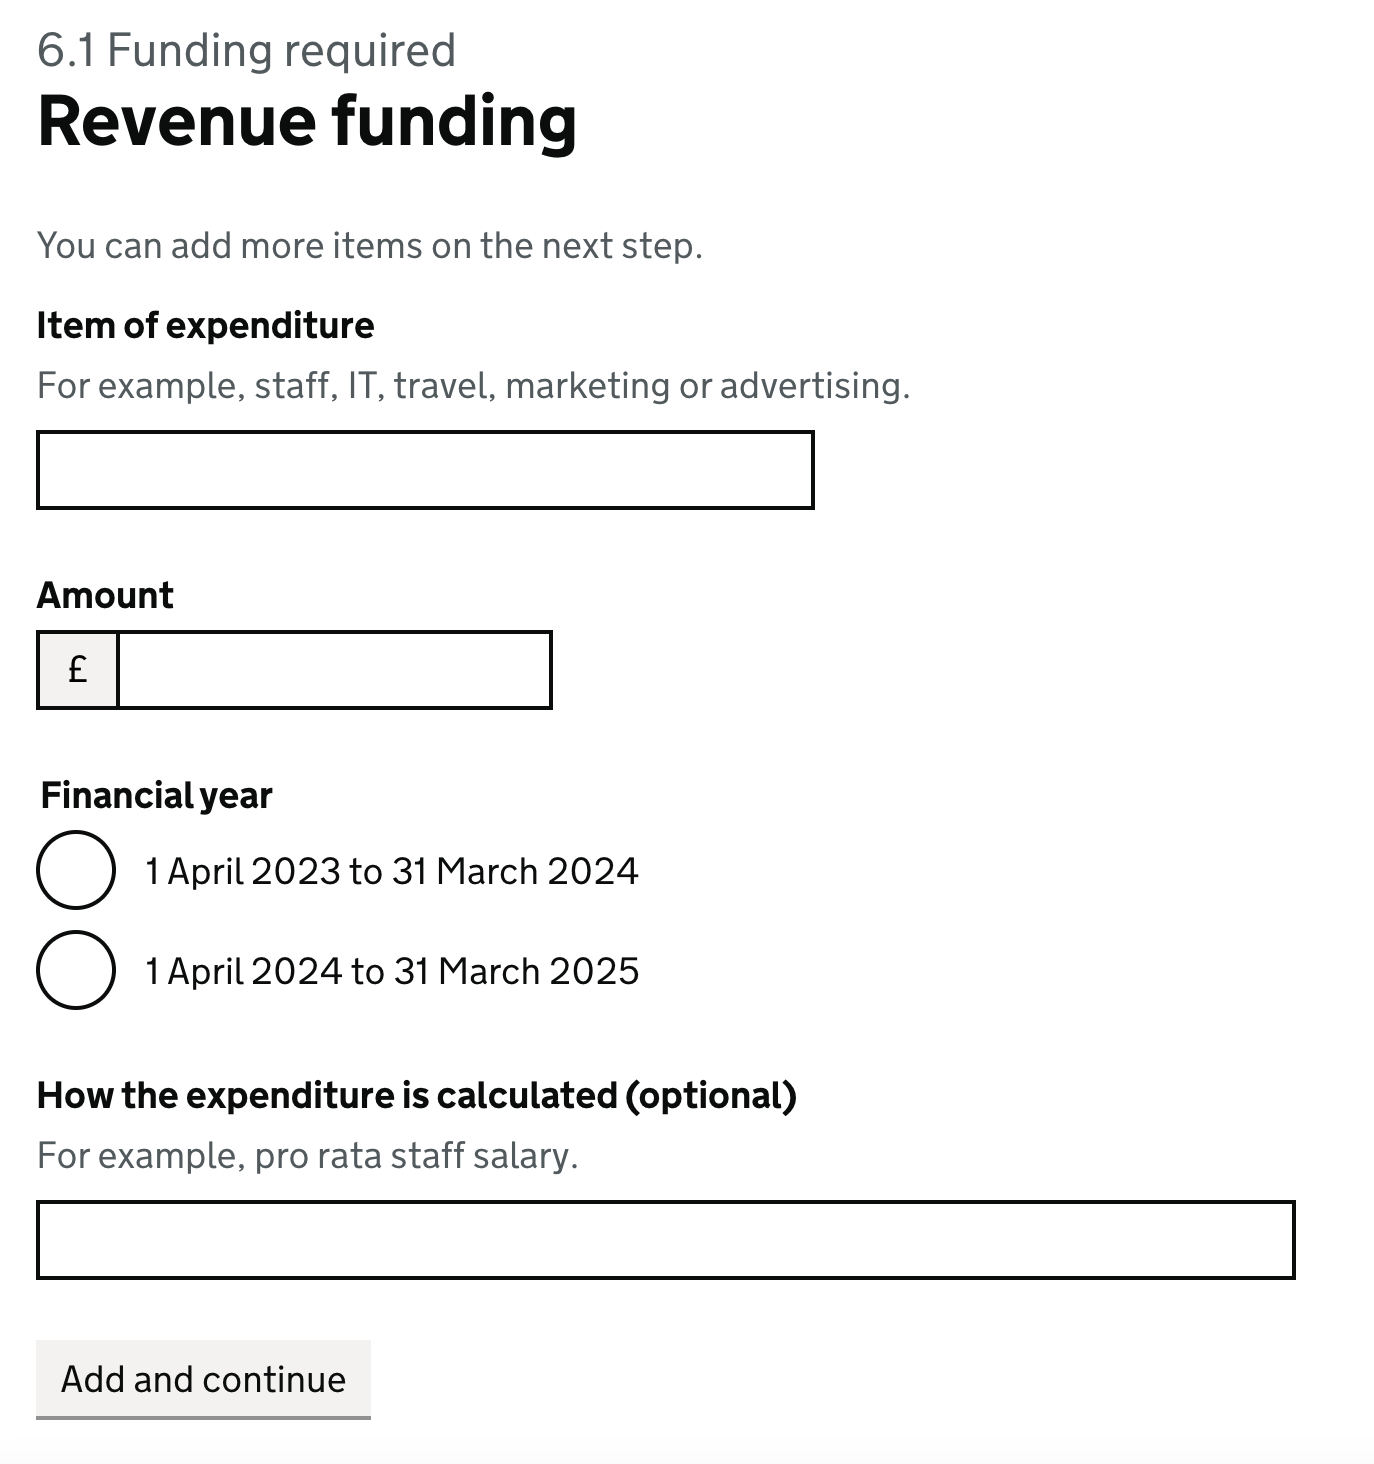 6.1 Funding required
Revenue funding
You can add more items on the next step.
Item of expenditure
For example, staff, IT, travel, marketing or advertising.
Amount
£
Financial year
1 April 2023 to 31 March 2024
1 April 2024 to 31 March 2025
How the expenditure is calculated (optional)
For example, pro rata staff salary.
Add and continue